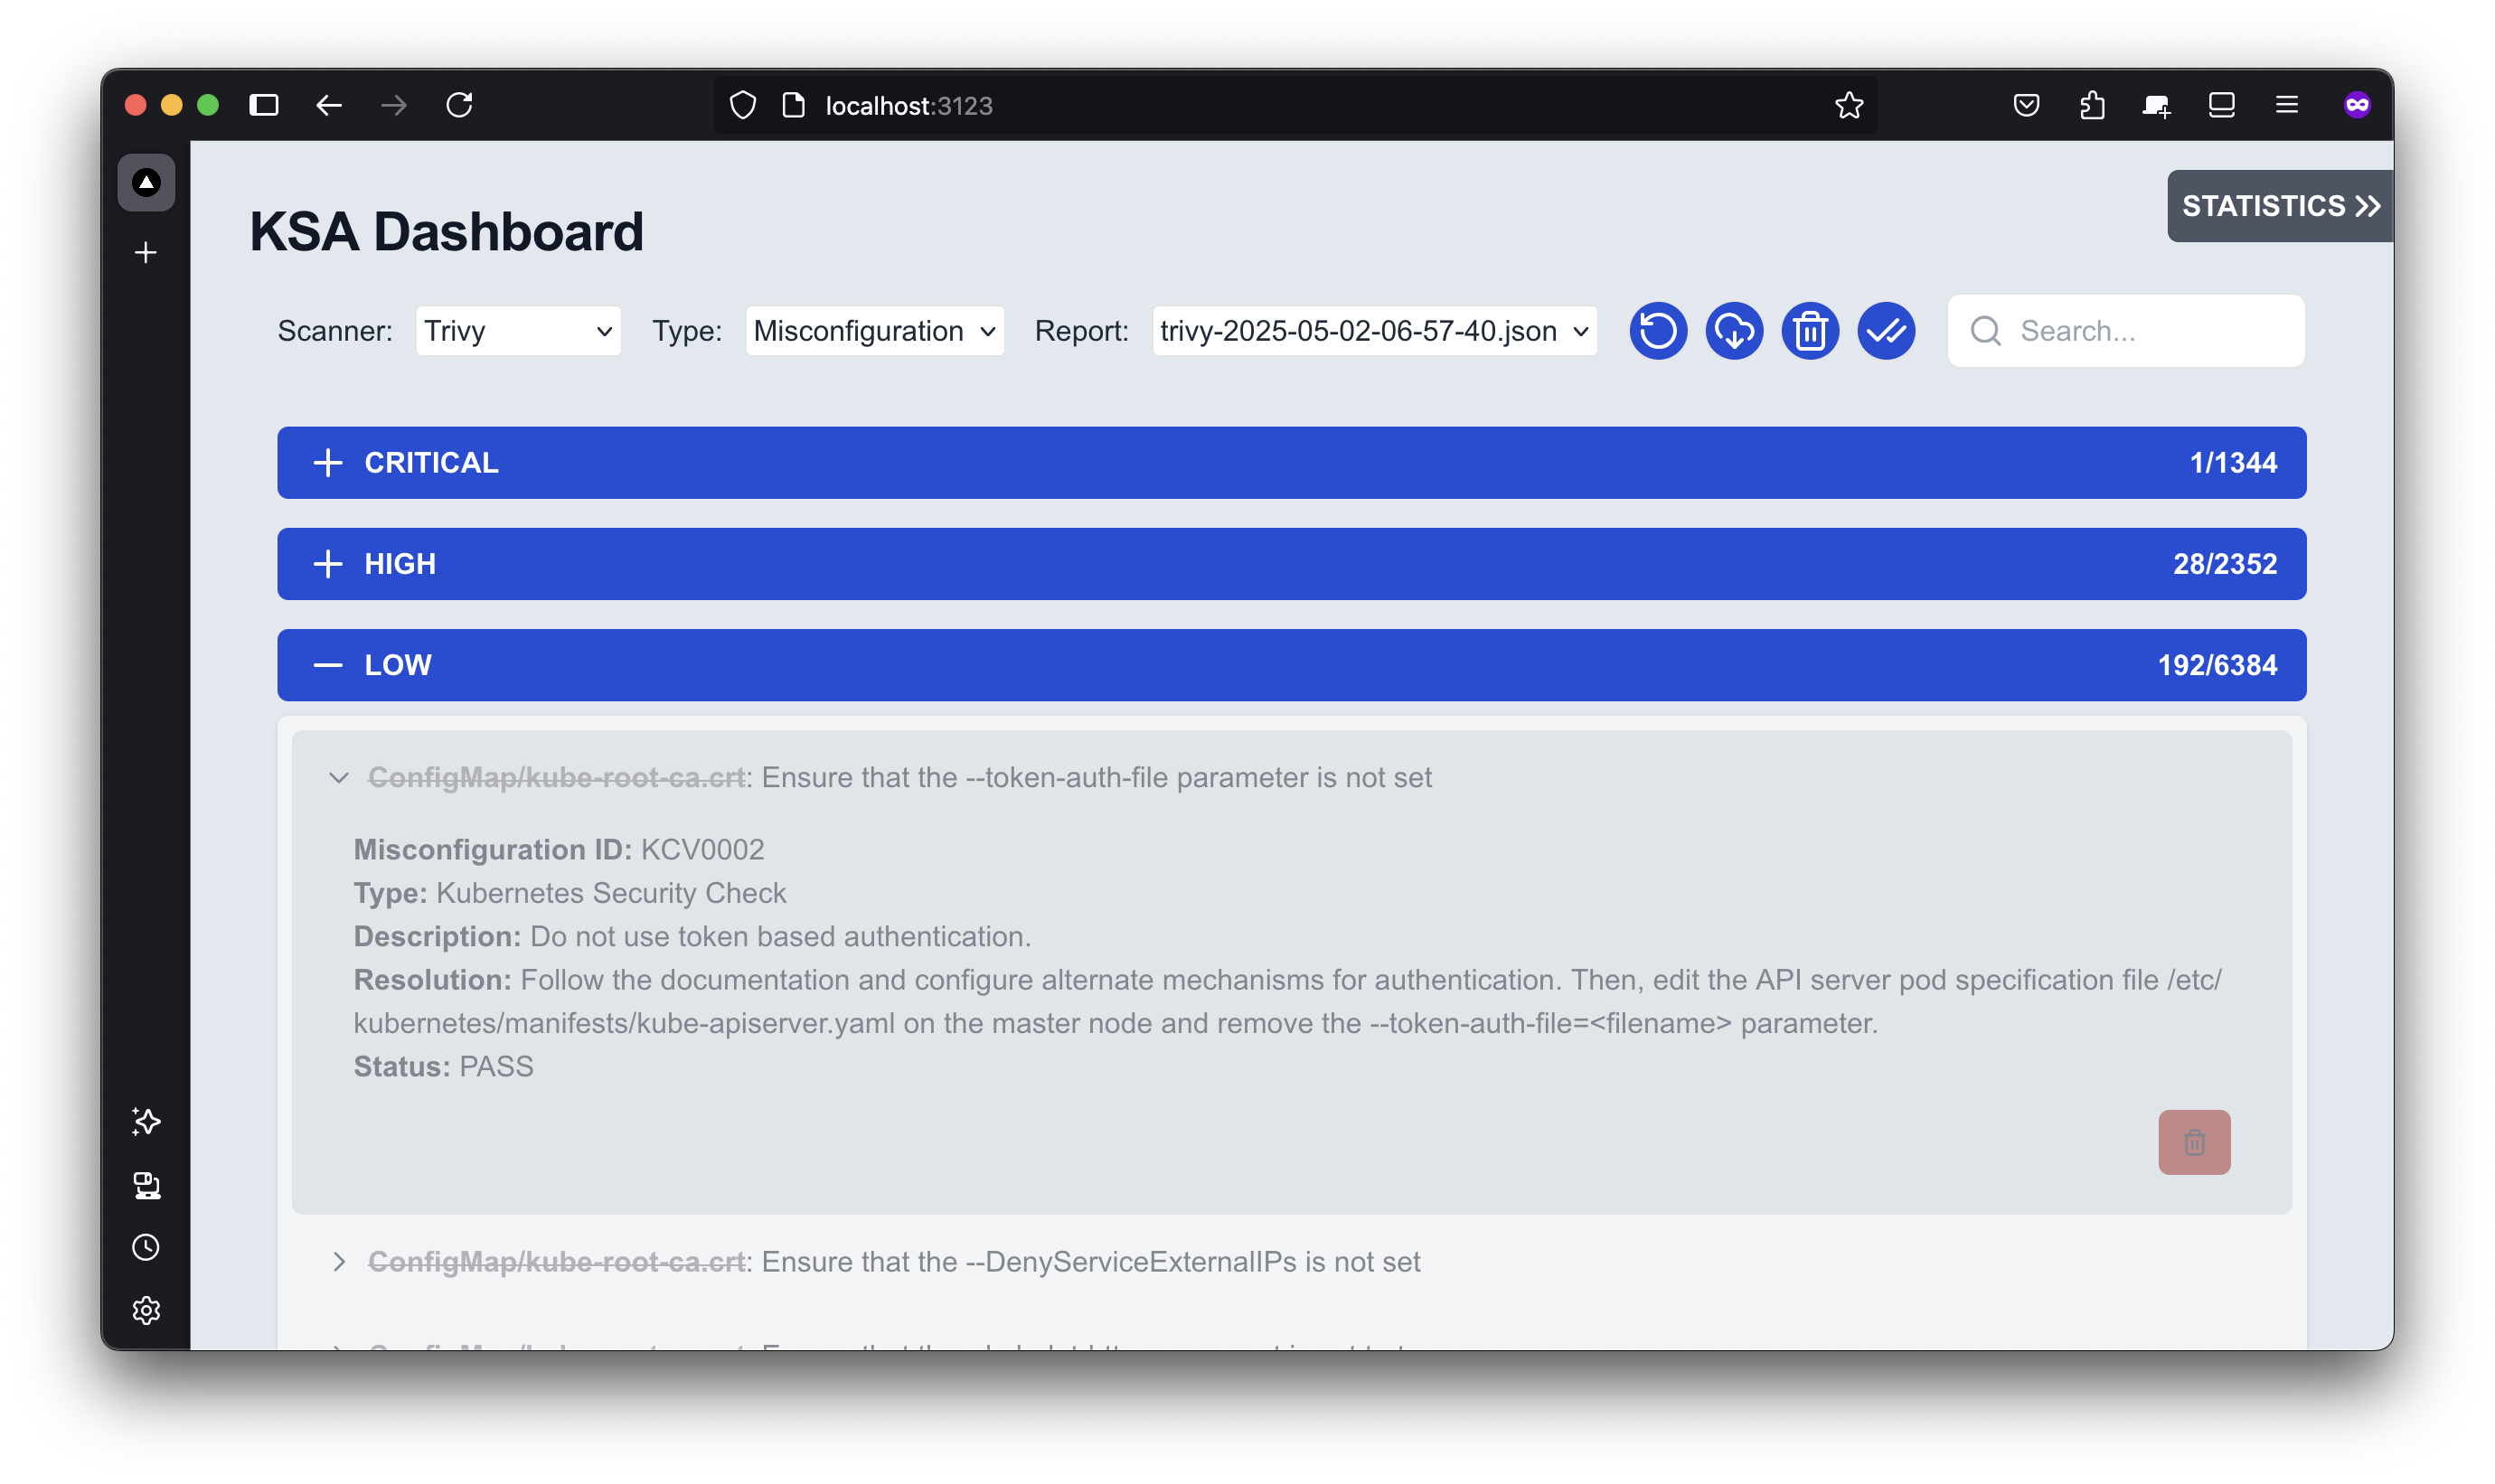 localhost:3123
STATISTICS
KSA Dashboard
Scanner: Trivy Type: Misconfiguration Report: trivy-2025-05-02-06-57-40.json Search...
CRITICAL 1/1344
HIGH 28/2352
LOW 192/6384
ConfigMap/kube-root-ca.crt: Ensure that the --token-auth-file parameter is not set
Misconfiguration ID: KCV0002
Type: Kubernetes Security Check
Description: Do not use token based authentication.
Resolution: Follow the documentation and configure alternate mechanisms for authentication. Then, edit the API server pod specification file /etc/
kubernetes/manifests/kube-apiserver.yaml on the master node and remove the --token-auth-file=<filename> parameter.
Status: PASS
ConfigMap/kube-root-ca.crt: Ensure that the --DenyServiceExternalIPs is not set